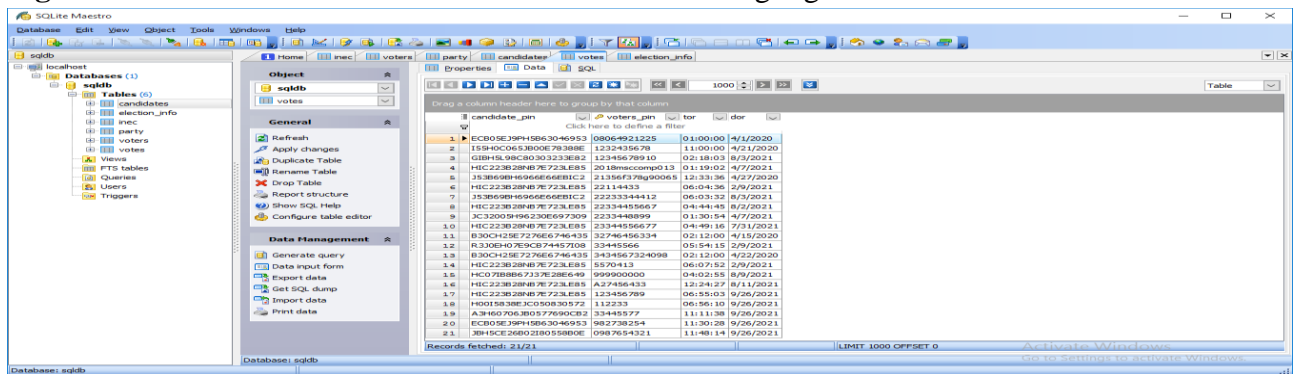 SQLite Maestro
Database Edit View Object Tools Windows Help
sqldb
Home inec voters party candidates votes election_info
localhost
Databases (1)
sqldb
Tables (6)
candidates
election_info
inec
party
voters
votes
Views
FTS tables
Queries
Users
Triggers
Object
sqldb
votes
General
Refresh
Apply changes
Duplicate Table
Rename Table
Drop Table
Report structure
Show SQL Help
Configure table editor
Data Management
Generate query
Data input form
Export data
Get SQL dump
Import data
Print data
Properties Data SQL
1000 Table
Drag a column header here to group by that column
candidate_pin voters_pin tor dor
Click here to define a filter
1 ECB05EJ9PH5B63046953 08064921225 01:00:00 4/1/2020
2 I55H0C065JB00E78388E 1232435678 11:00:00 4/21/2020
3 GIBH5L98C80303233E82 12345678910 02:18:03 8/3/2021
4 HIC223B28NB7E723LE85 2018msccomp013 01:19:02 4/7/2021
5 J53B69BH6966E66EBIC2 21356f378g90065 12:33:36 4/27/2020
6 HIC223B28NB7E723LE85 22114433 06:04:36 2/9/2021
7 J53B69BH6966E66EBIC2 22233344412 06:03:32 8/3/2021
8 HIC223B28NB7E723LE85 22334455667 04:44:45 8/2/2021
9 JC32005H96230E697309 2233448899 01:30:54 4/7/2021
10 HIC223B28NB7E723LE85 23344556677 04:49:16 7/31/2021
11 B30CH25E7276E6746435 32746456334 02:12:00 4/15/2020
12 R3J0EH07E9CB74457I08 33445566 05:54:15 2/9/2021
13 B30CH25E7276E6746435 3434567324098 02:12:00 4/22/2020
14 HIC223B28NB7E723LE85 5570413 06:07:52 2/9/2021
15 HC07IB8B67J37E28E649 999900000 04:02:55 8/9/2021
16 HIC223B28NB7E723LE85 A27456433 12:24:27 8/11/2021
17 HIC223B28NB7E723LE85 123456789 06:55:03 9/26/2021
18 H00I5838EJC050830572 112233 06:56:10 9/26/2021
19 A3H60706JB0577690CB2 33445577 11:11:38 9/26/2021
20 ECB05EJ9PH5B63046953 982738254 11:30:28 9/26/2021
21 JBH5CE26B02I80558B0E 0987654321 11:48:14 9/26/2021
Records fetched: 21/21 LIMIT 1000 OFFSET 0
Activate Windows
Go to Settings to activate Windows.
Database: sqldb
Database: sqldb